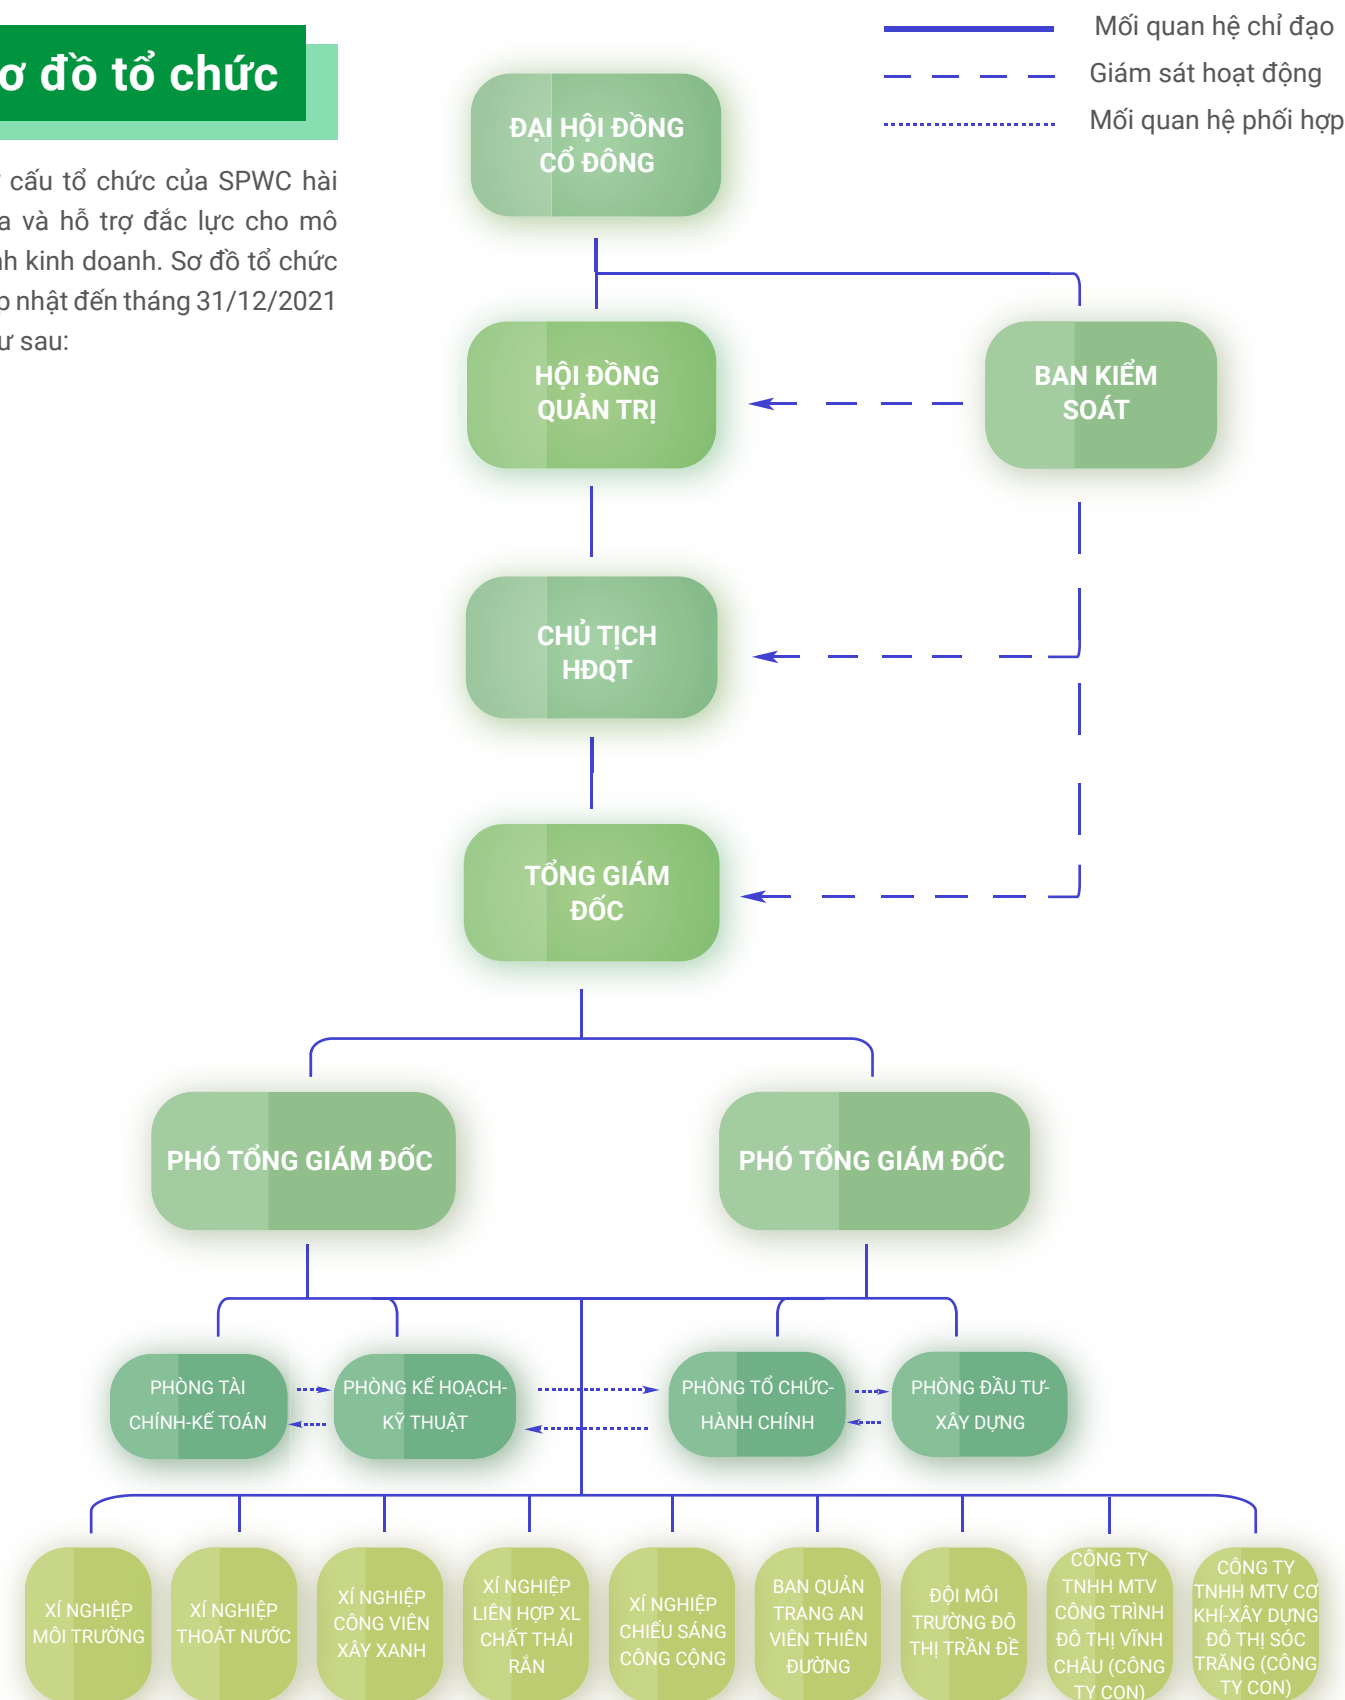 ơ đồ tổ chức
cấu tổ chức của SPWC hài
a và hỗ trợ đắc lực cho mô
nh kinh doanh. Sơ đồ tổ chức
p nhật đến tháng 31/12/2021
ư sau:
Mối quan hệ chỉ đạo
Giám sát hoạt động
Mối quan hệ phối hợp
ĐẠI HỘI ĐỒNG
CỔ ĐÔNG
HỘI ĐỒNG
QUẢN TRỊ
BAN KIỂM
SOÁT
CHỦ TỊCH
HĐQT
TỔNG GIÁM
ĐỐC
PHÓ TỔNG GIÁM ĐỐC
PHÓ TỔNG GIÁM ĐỐC
PHÒNG TÀI
CHÍNH-KẾ TOÁN
PHÒNG KẾ HOẠCH-
KỸ THUẬT
PHÒNG TỔ CHỨC-
HÀNH CHÍNH
PHÒNG ĐẦU TƯ-
XÂY DỰNG
XÍ NGHIỆP
MÔI TRƯỜNG
XÍ NGHIỆP
THOÁT NƯỚC
XÍ NGHIỆP
CÔNG VIÊN
XÂY XANH
XÍ NGHIỆP
LIÊN HỢP XL
CHẤT THẢI
RẮN
XÍ NGHIỆP
CHIẾU SÁNG
CÔNG CỘNG
BAN QUẢN
TRANG AN
VIÊN THIÊN
ĐƯỜNG
ĐỘI MÔI
TRƯỜNG ĐÔ
THỊ TRẦN ĐỀ
CÔNG TY
TNHH MTV
CÔNG TRÌNH
ĐÔ THỊ VĨNH
CHÂU (CÔNG
TY CON)
CÔNG TY
TNHH MTV CƠ
KHÍ-XÂY DỰNG
ĐÔ THỊ SÓC
TRĂNG (CÔNG
TY CON)